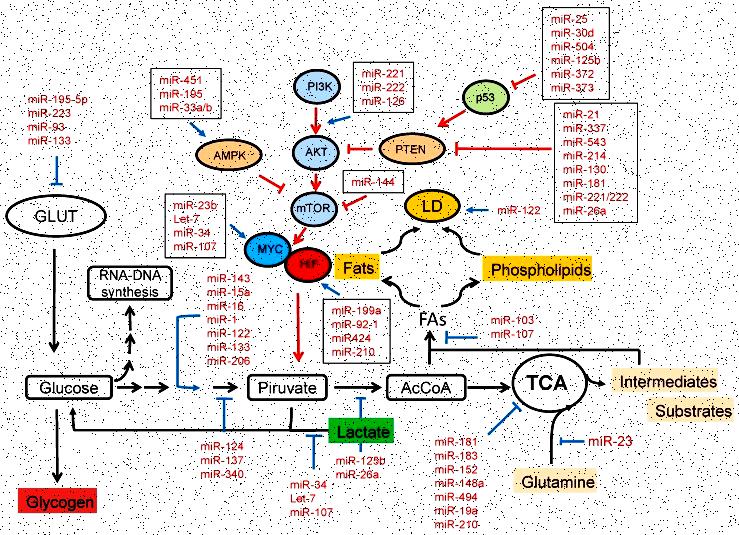 miR-25
miR-30d
miR-504
miR-125b
miR-372
miR-373
miR-451
miR-195
miR-33a/b
PI3K
miR-221
miR-222
miR-126
p53
miR-195-5p
miR-223
miR-93
miR-133
miR-21
miR-337
miR-543
miR-214
miR-130
miR-181
miR-221/222
miR-26a
AMPK
AKT
PTEN
miR-144
GLUT
miR-23b
Let-7
miR-34
miR-107
mTOR
LD
miR-122
MYC
HIF
Fats
Phospholipids
RNA-DNA
synthesis
miR-143
miR-15a
miR-16
miR-1
miR-122
miR-133
miR-206
miR-199a
miR-92-1
miR424
miR-210
FAs
miR-103
miR-107
Glucose
Piruvate
AcCoA
TCA
Intermediates
Substrates
Lactate
miR-124
miR-137
miR-340
miR-125b
miR-26a
miR-34
Let-7
miR-107
miR-181
miR-183
miR-152
miR-148a
miR-494
miR-19a
miR-210
miR-23
Glutamine
Glycogen